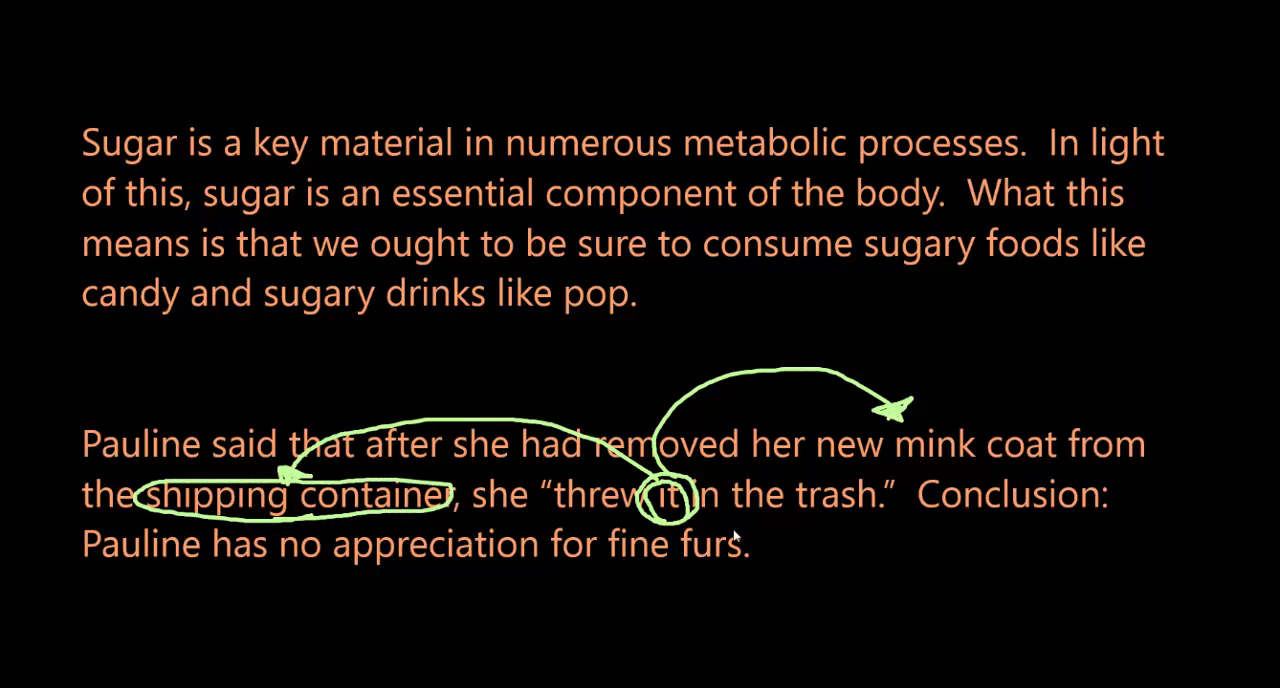 Sugar is a key material in numerous metabolic processes.  In light
of this, sugar is an essential component of the body.  What this
means is that we ought to be sure to consume sugary foods like
candy and sugary drinks like pop.
Pauline said that after she had removed her new mink coat from
the shipping container, she “threw it in the trash.”  Conclusion:
Pauline has no appreciation for fine furs.